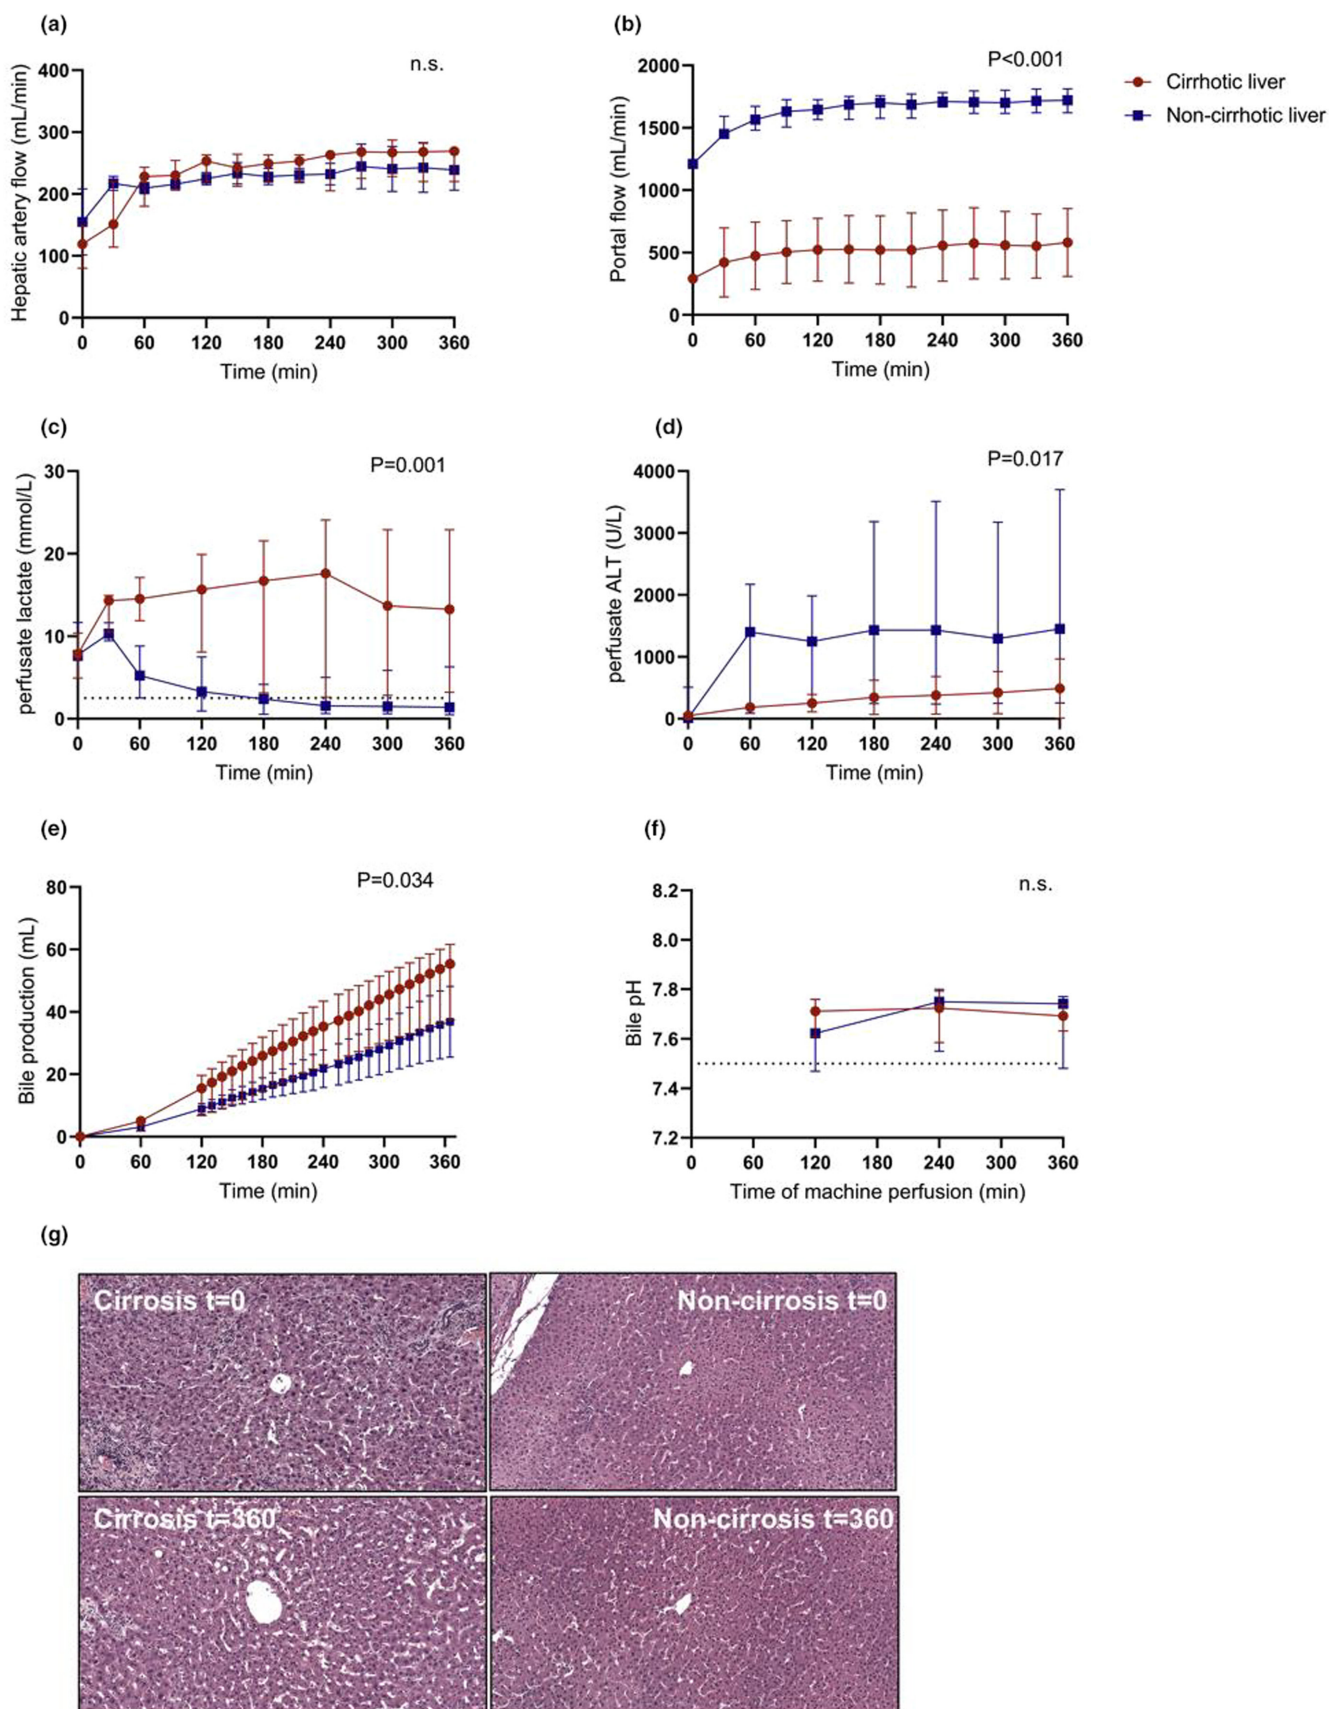 (a)
n.s.
Hepatic artery flow (mL/min)
400
300
200
100
0
0 60 120 180 240 300 360
Time (min)
(b)
P<0.001
Portal flow (mL/min)
2000
1500
1000
500
0
0 60 120 180 240 300 360
Time (min)
Cirrhotic liver
Non-cirrhotic liver
(c)
P=0.001
perfusate lactate (mmol/L)
30
20
10
0
0 60 120 180 240 300 360
Time (min)
(d)
P=0.017
perfusate ALT (U/L)
4000
3000
2000
1000
0
0 60 120 180 240 300 360
Time (min)
(e)
P=0.034
Bile production (mL)
80
60
40
20
0
0 60 120 180 240 300 360
Time (min)
(f)
n.s.
Bile pH
8.2
8.0
7.8
7.6
7.4
7.2
0 60 120 180 240 300 360
Time of machine perfusion (min)
(g)
Cirrosis t=0
Non-cirrosis t=0
Cirrosis t=360
Non-cirrosis t=360